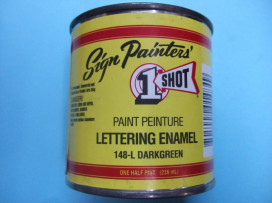 Sign Painters'
1 SHOT
PAINT PEINTURE
LETTERING ENAMEL
148-L DARKGREEN
ONE HALF PINT (236 mL)